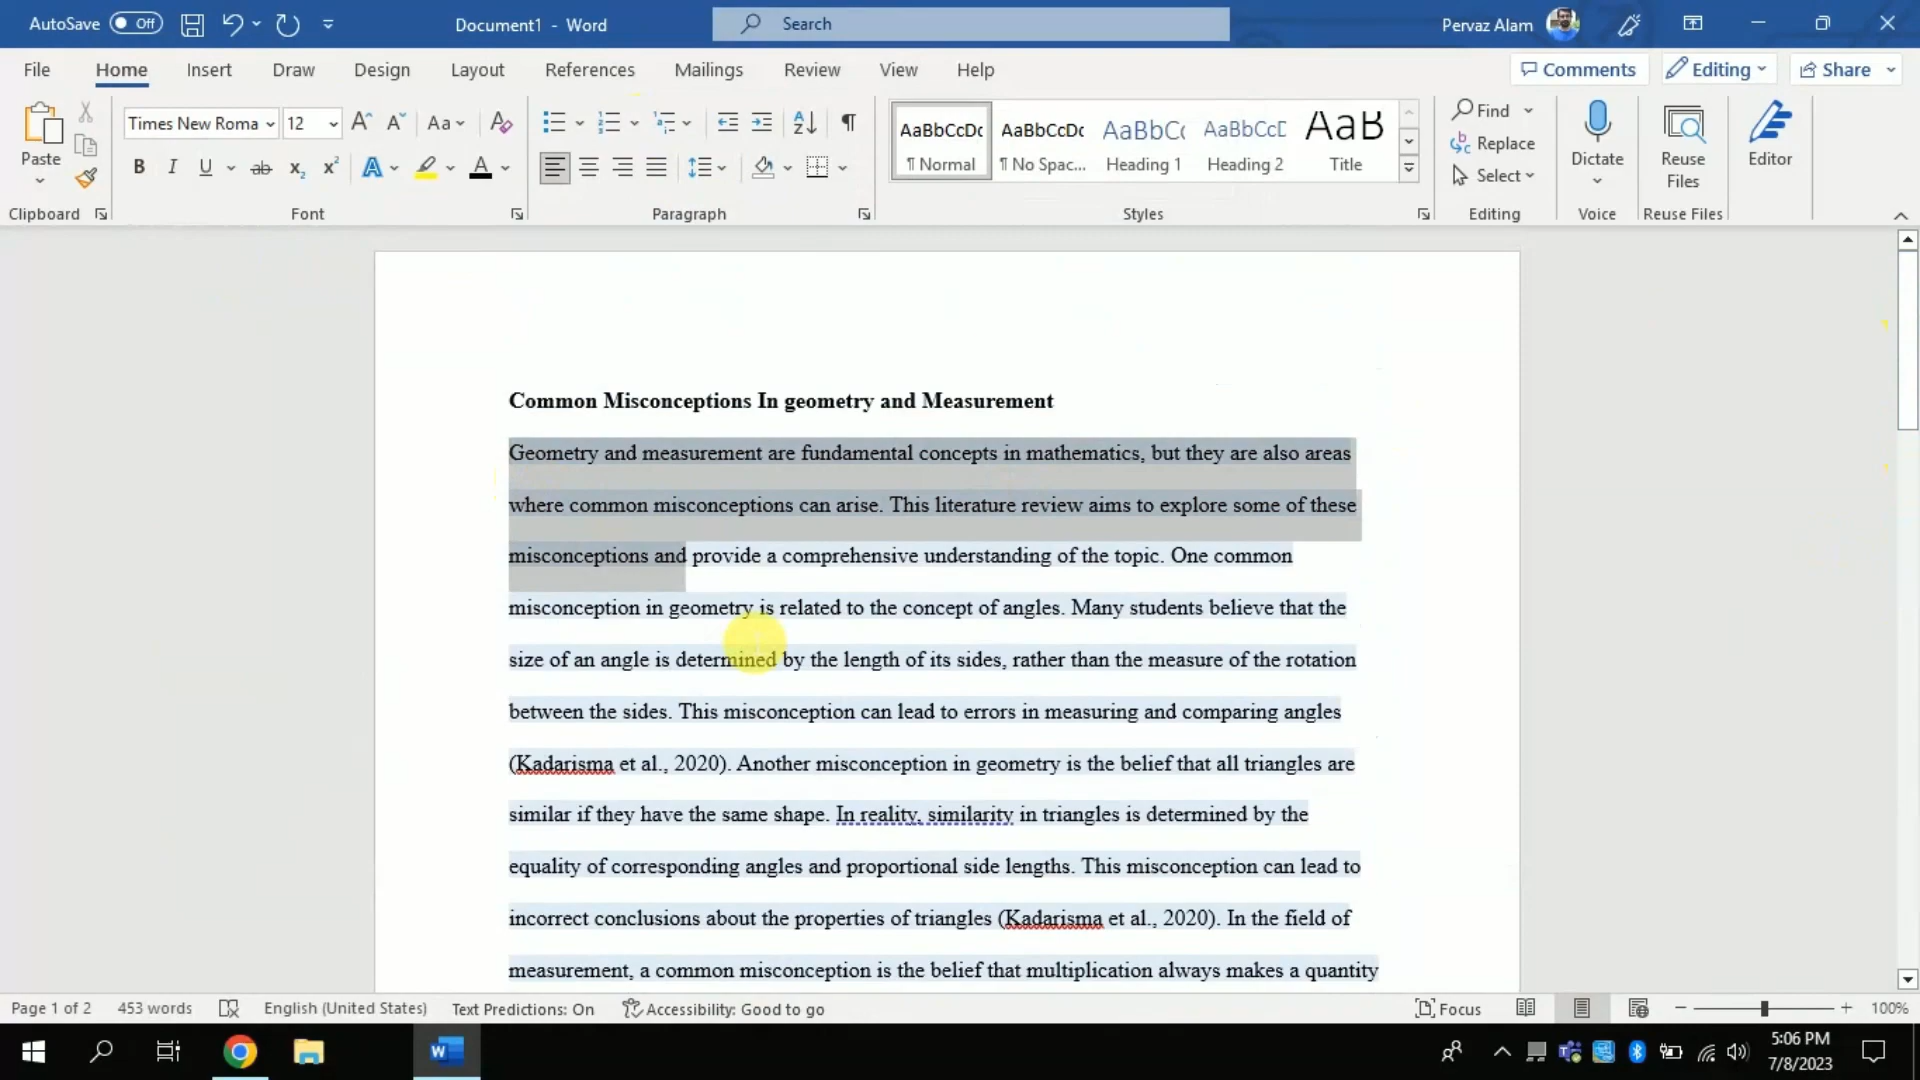 AutoSave Off Document1 - Word Search Pervaz Alam
File Home Insert Draw Design Layout References Mailings Review View Help Comments Editing Share
Paste
Clipboard
Times New Roma 12 Aa
B I U ab x₂ x² A A
Font
Paragraph
AaBbCcDc AaBbCcDc AaBbC( AaBbCcD AaB
¶ Normal ¶ No Spac... Heading 1 Heading 2 Title
Styles
Find
Replace
Select
Editing
Dictate
Voice
Reuse Files
Reuse Files
Editor
Common Misconceptions In geometry and Measurement
Geometry and measurement are fundamental concepts in mathematics, but they are also areas
where common misconceptions can arise. This literature review aims to explore some of these
misconceptions and provide a comprehensive understanding of the topic. One common
misconception in geometry is related to the concept of angles. Many students believe that the
size of an angle is determined by the length of its sides, rather than the measure of the rotation
between the sides. This misconception can lead to errors in measuring and comparing angles
(Kadarisma et al., 2020). Another misconception in geometry is the belief that all triangles are
similar if they have the same shape. In reality, similarity in triangles is determined by the
equality of corresponding angles and proportional side lengths. This misconception can lead to
incorrect conclusions about the properties of triangles (Kadarisma et al., 2020). In the field of
measurement, a common misconception is the belief that multiplication always makes a quantity
Page 1 of 2 453 words English (United States) Text Predictions: On Accessibility: Good to go Focus 100%
5:06 PM
7/8/2023